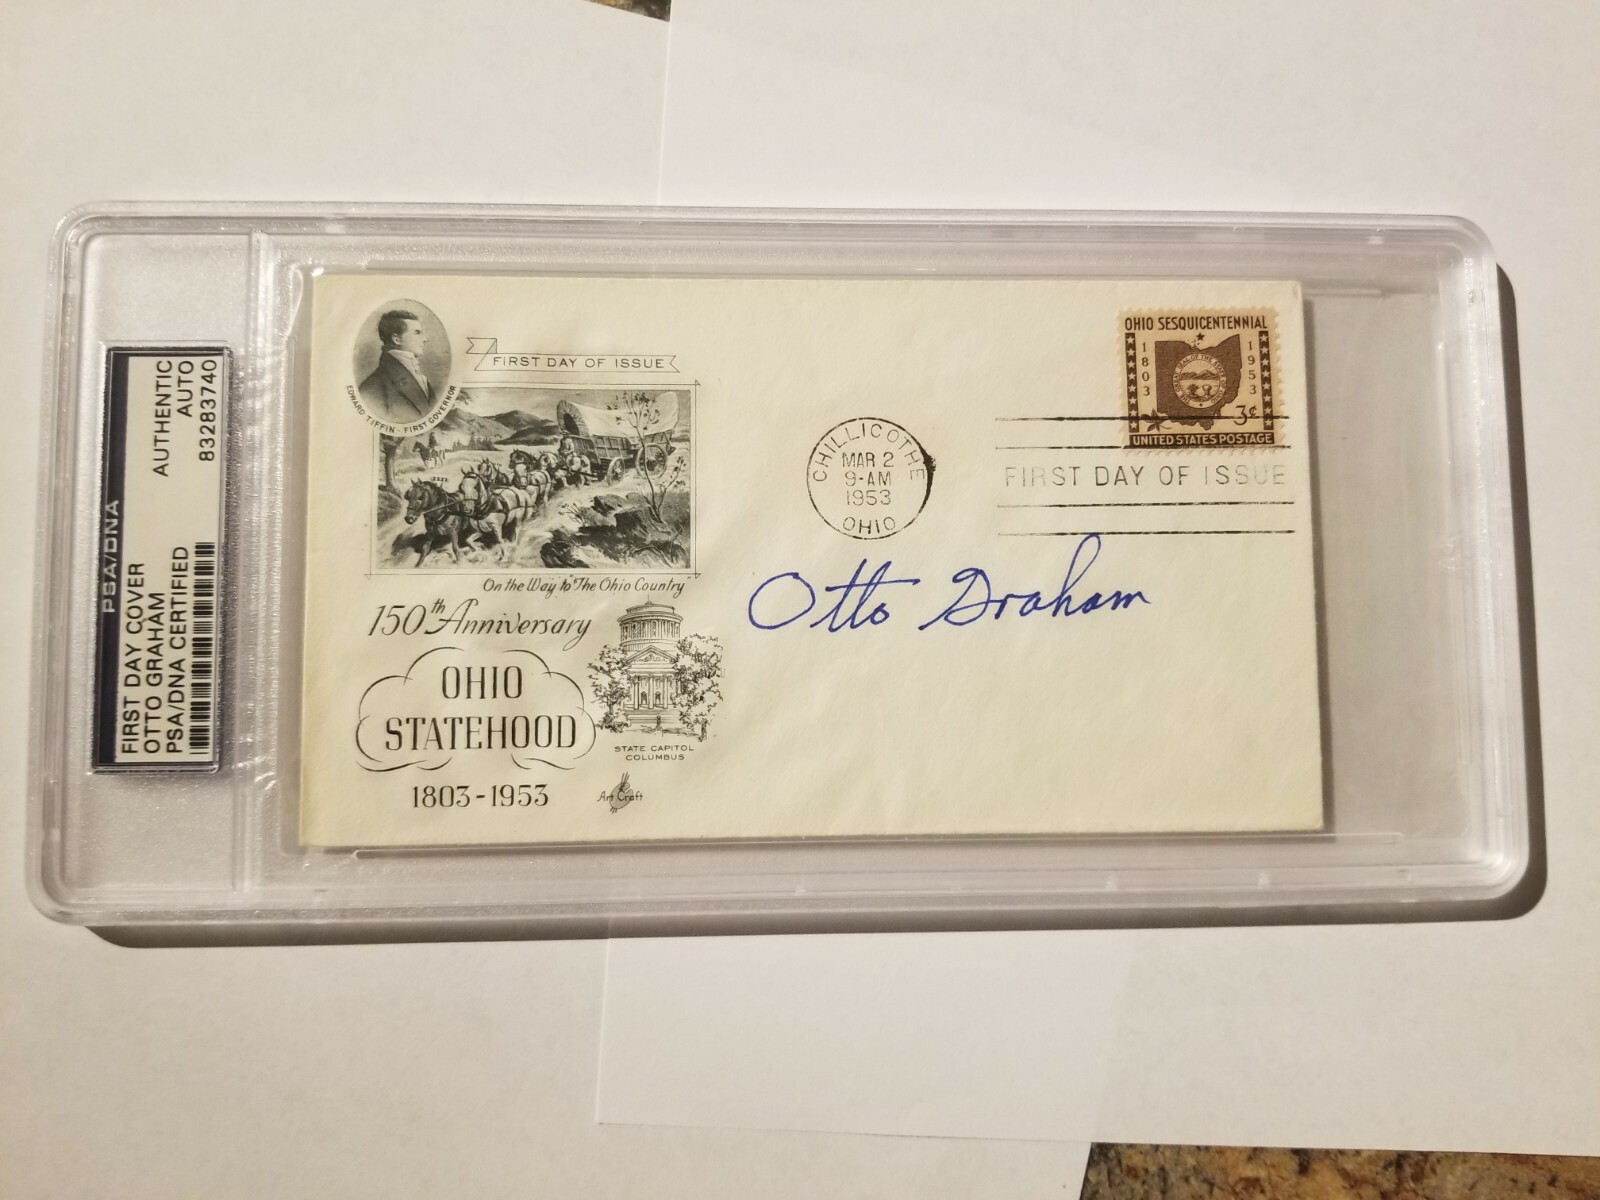 PSA/DNA
FIRST DAY COVER
OTTO GRAHAM
PSA/DNA CERTIFIED
AUTHENTIC
AUTO
83283740
EDWARD TIFFIN - FIRST GOVERNOR
FIRST DAY OF ISSUE
On the Way to "The Ohio Country"
150th Anniversary
OHIO
STATEHOOD
1803-1953
STATE CAPITOL
COLUMBUS
Art Craft
CHILLICOTHE
MAR 2
9-AM
1953
OHIO
OHIO SESQUICENTENNIAL
1803
1953
3¢
UNITED STATES POSTAGE
FIRST DAY OF ISSUE
Otto Graham